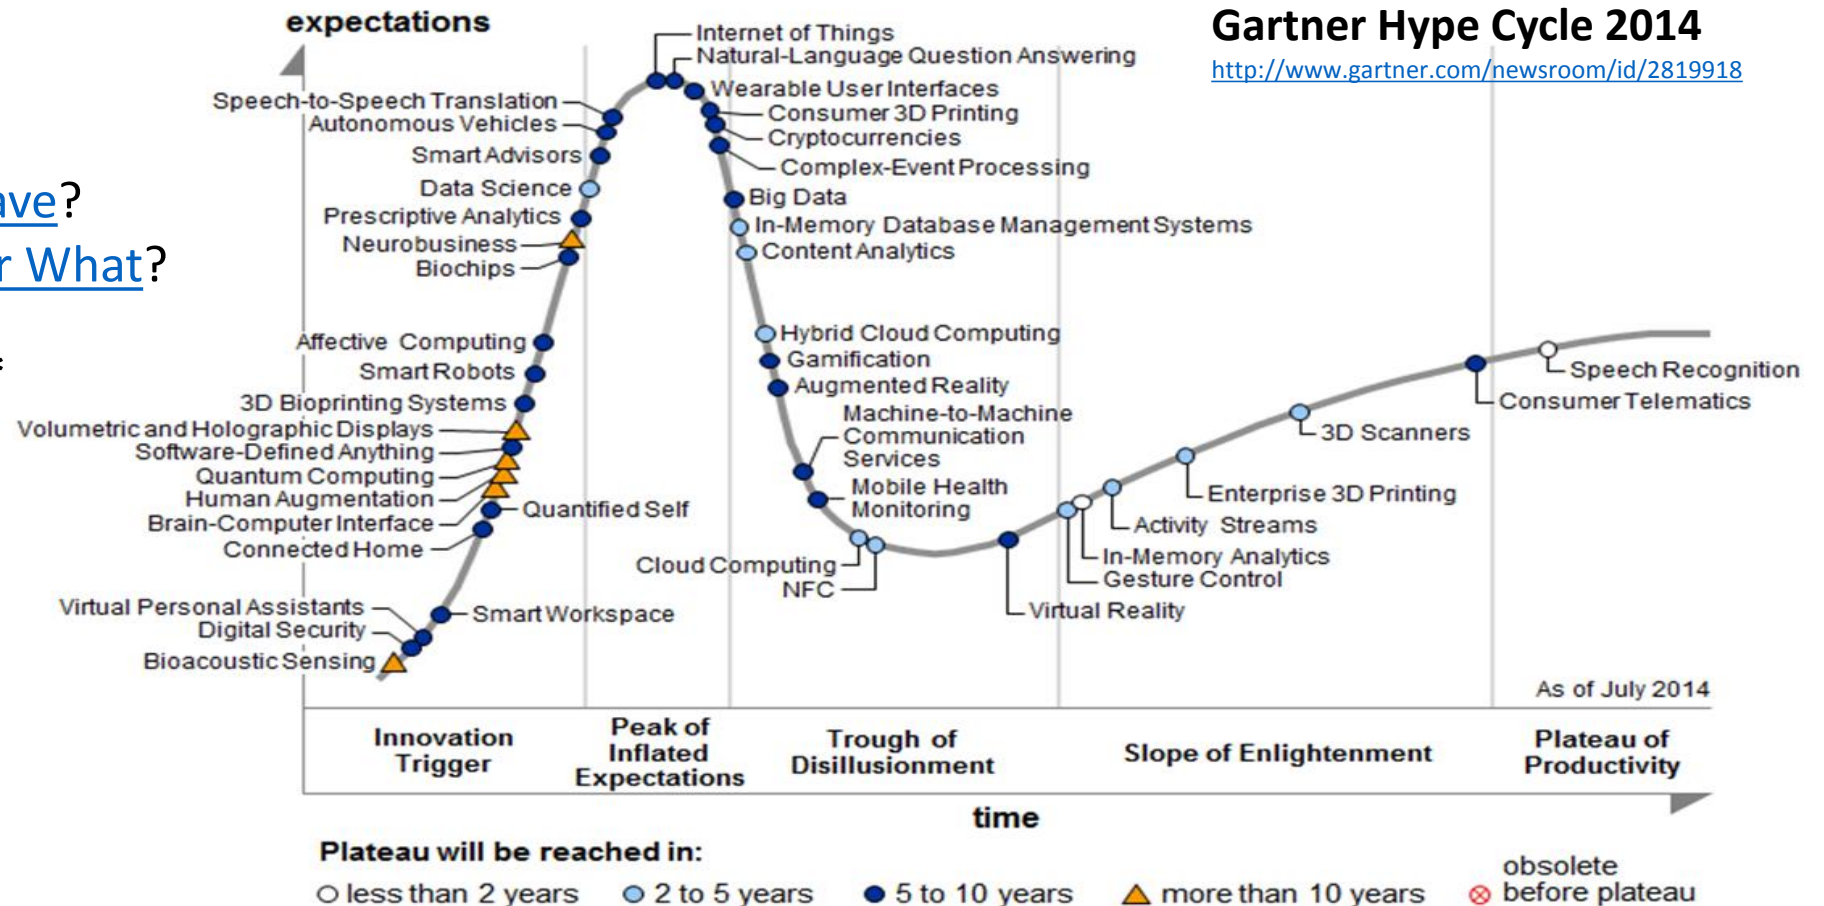 expectations
Gartner Hype Cycle 2014
http://www.gartner.com/newsroom/id/2819918
ave?
r What?
Internet of Things
Natural-Language Question Answering
Wearable User Interfaces
Consumer 3D Printing
Cryptocurrencies
Complex-Event Processing
Speech-to-Speech Translation
Autonomous Vehicles
Smart Advisors
Data Science
Prescriptive Analytics
Neurobusiness
Biochips
Affective Computing
Smart Robots
3D Bioprinting Systems
Volumetric and Holographic Displays
Software-Defined Anything
Quantum Computing
Human Augmentation
Brain-Computer Interface
Connected Home
Quantified Self
Virtual Personal Assistants
Digital Security
Bioacoustic Sensing
Smart Workspace
Big Data
In-Memory Database Management Systems
Content Analytics
Hybrid Cloud Computing
Gamification
Augmented Reality
Machine-to-Machine
Communication
Services
Mobile Health
Monitoring
Cloud Computing
NFC
Virtual Reality
Gesture Control
In-Memory Analytics
Activity Streams
Enterprise 3D Printing
3D Scanners
Consumer Telematics
Speech Recognition
As of July 2014
Innovation
Trigger
Peak of
Inflated
Expectations
Trough of
Disillusionment
Slope of Enlightenment
Plateau of
Productivity
time
Plateau will be reached in:
less than 2 years
2 to 5 years
5 to 10 years
more than 10 years
obsolete
before plateau